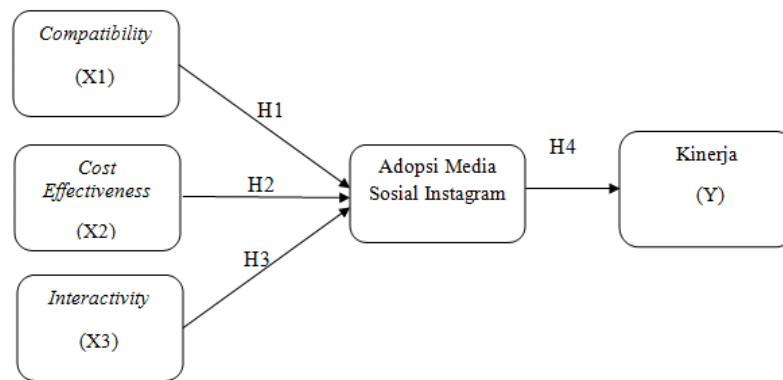 Compatibility
(X1)
H1
Cost
Effectiveness
(X2)
H2
Interactivity
(X3)
H3
Adopsi Media
Sosial Instagram
H4
Kinerja
(Y)